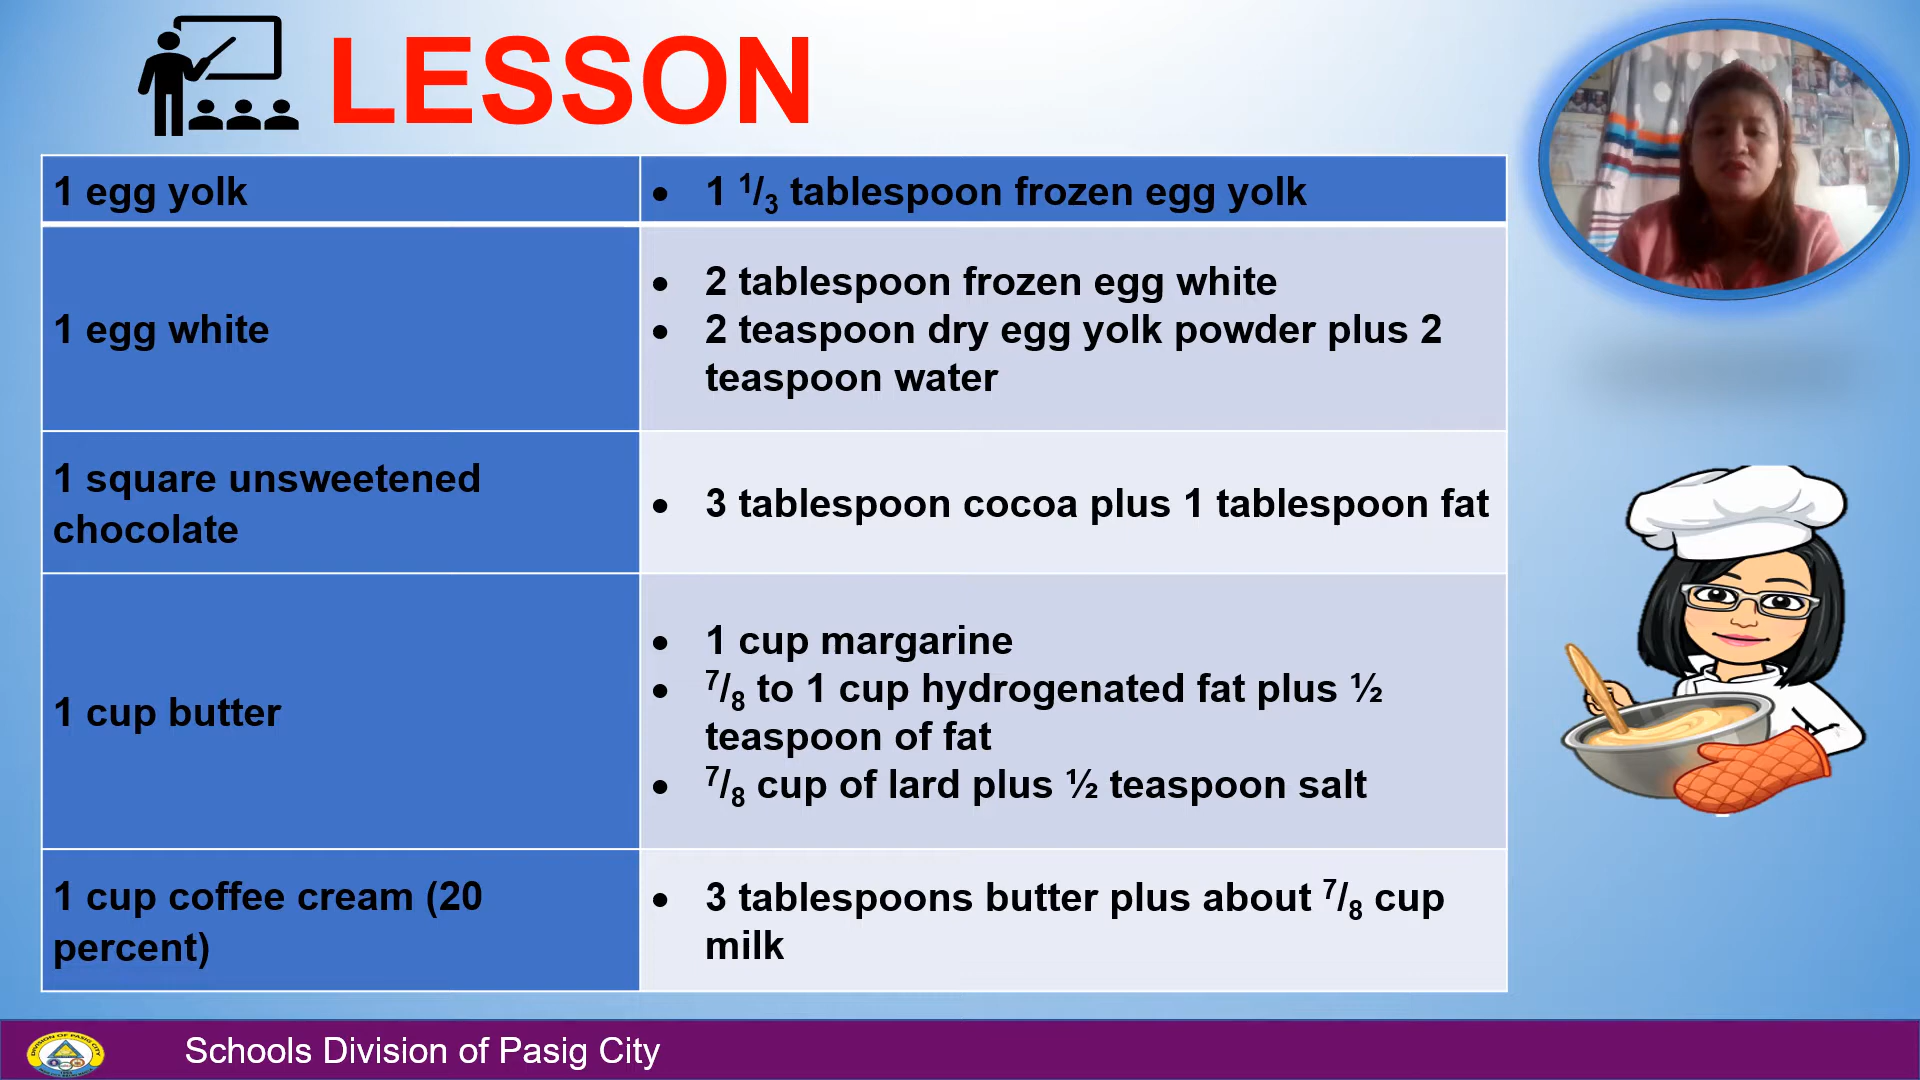 LESSON
1 egg yolk
• 1 ¹/₃ tablespoon frozen egg yolk
1 egg white
• 2 tablespoon frozen egg white
• 2 teaspoon dry egg yolk powder plus 2
teaspoon water
1 square unsweetened
chocolate
• 3 tablespoon cocoa plus 1 tablespoon fat
1 cup butter
• 1 cup margarine
• ⁷/₈ to 1 cup hydrogenated fat plus ½
teaspoon of fat
• ⁷/₈ cup of lard plus ½ teaspoon salt
1 cup coffee cream (20
percent)
• 3 tablespoons butter plus about ⁷/₈ cup
milk
DIVISION OF PASIG CITY
Schools Division of Pasig City